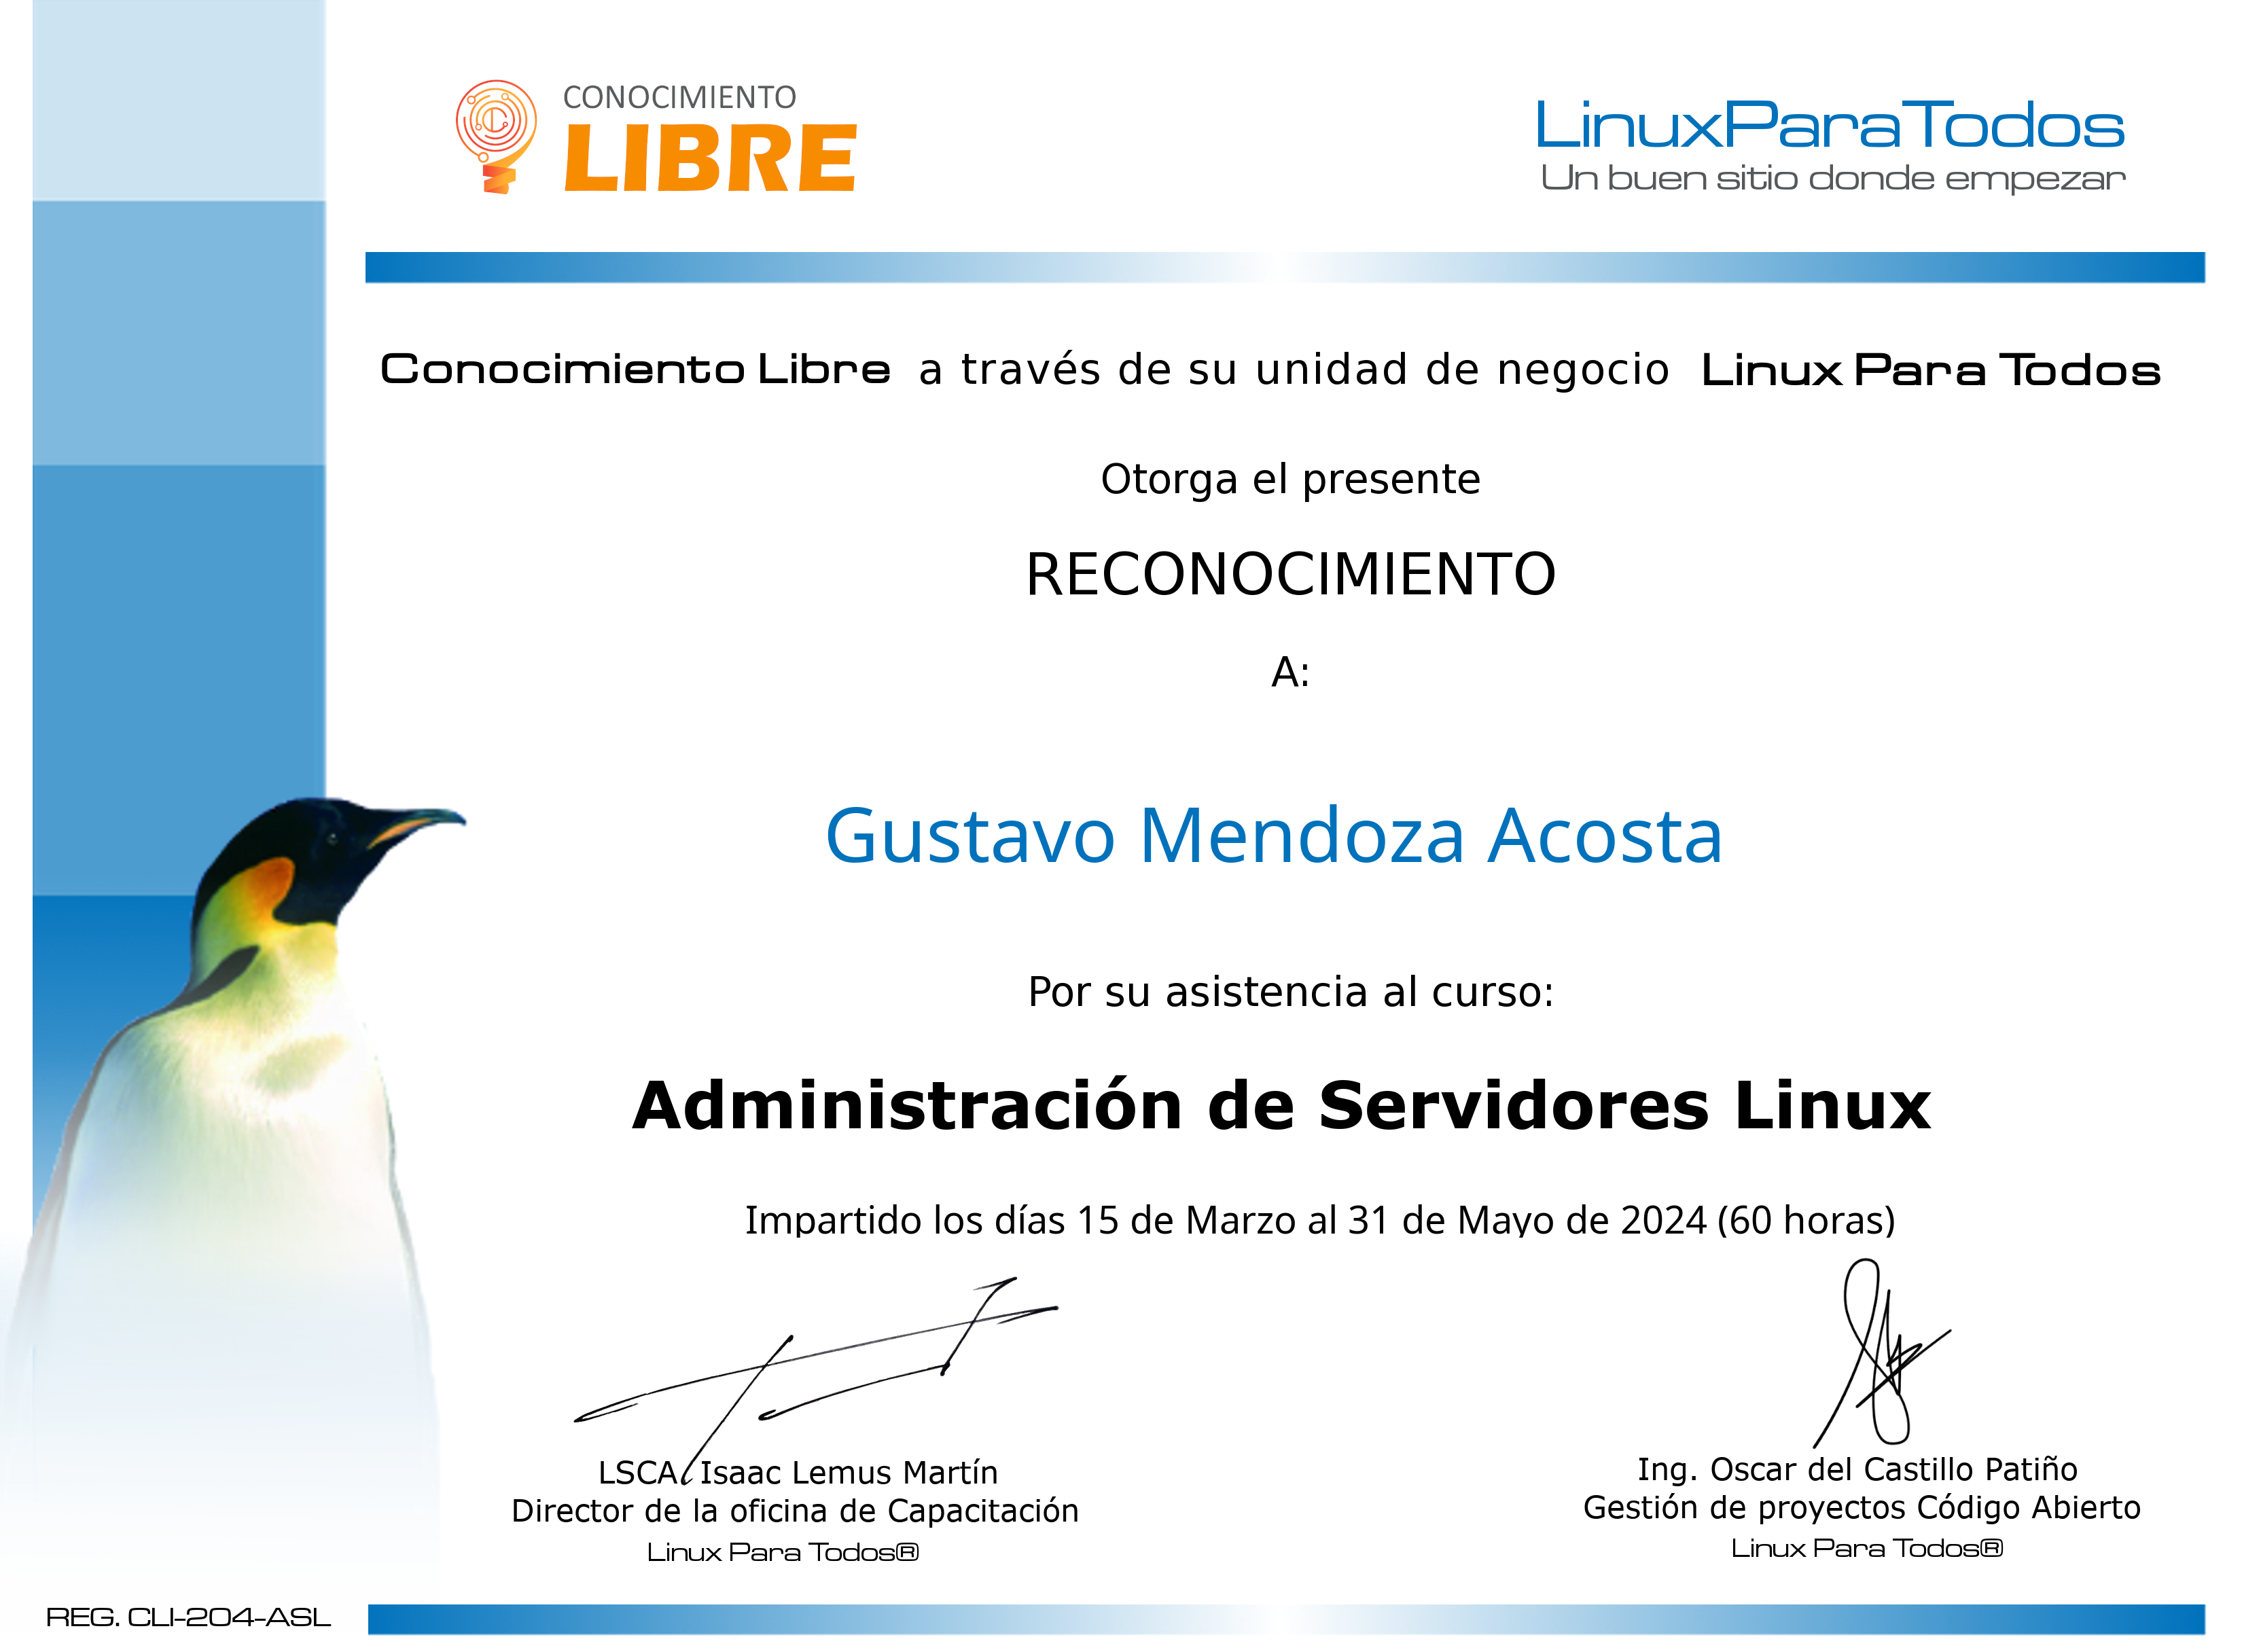 CONOCIMIENTO
LIBRE
LinuxParaTodos
Un buen sitio donde empezar
Conocimiento Libre a través de su unidad de negocio Linux Para Todos
Otorga el presente
RECONOCIMIENTO
A:
Gustavo Mendoza Acosta
Por su asistencia al curso:
Administración de Servidores Linux
Impartido los días 15 de Marzo al 31 de Mayo de 2024 (60 horas)
LSCA. Isaac Lemus Martín
Director de la oficina de Capacitación
Linux Para Todos®
Ing. Oscar del Castillo Patiño
Gestión de proyectos Código Abierto
Linux Para Todos®
REG. CLI-204-ASL